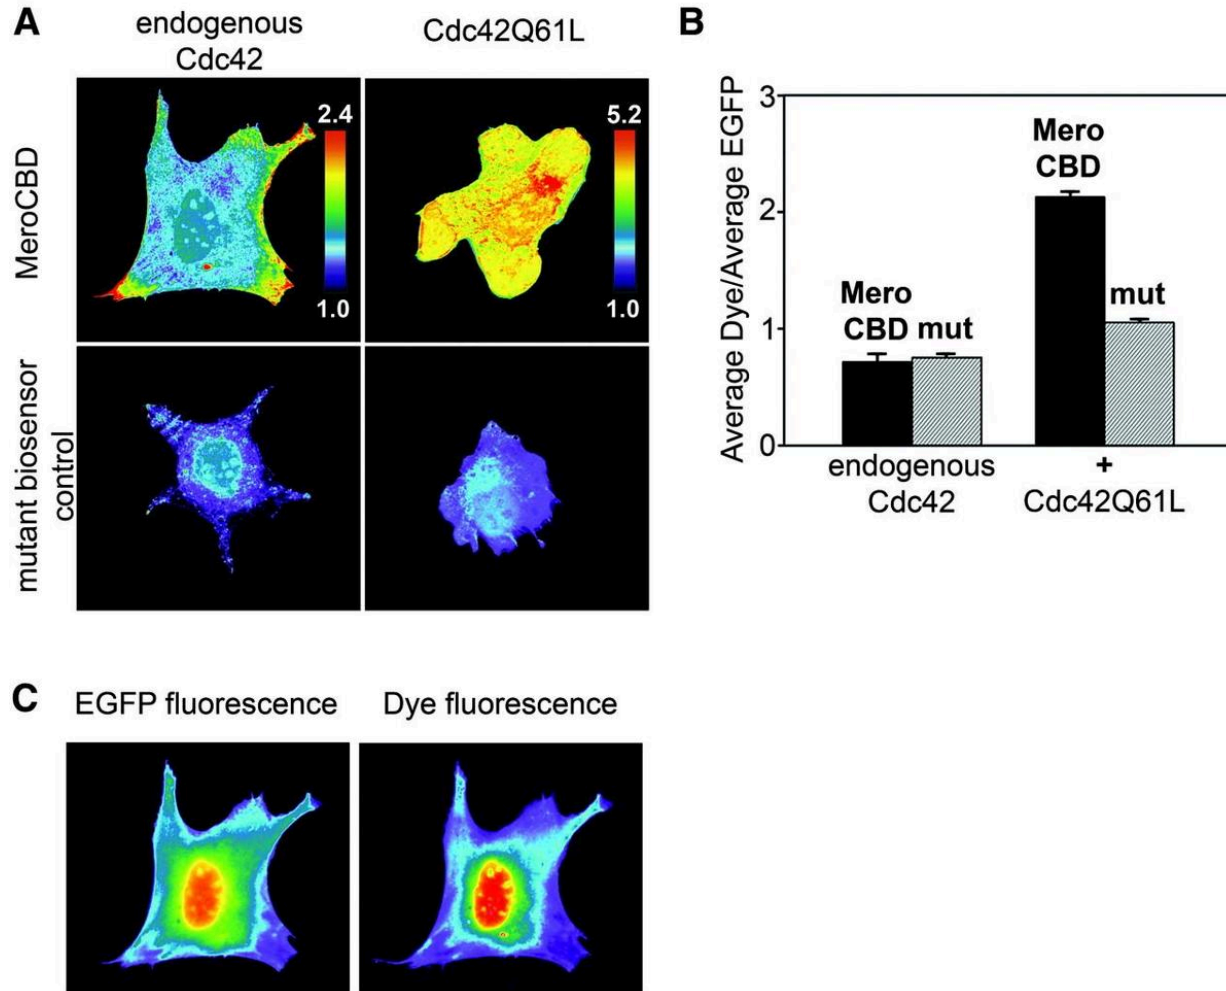 A
endogenous
Cdc42
Cdc42Q61L
MeroCBD
2.4
1.0
5.2
1.0
mutant biosensor
control
B
Average Dye/Average EGFP
3
2
1
0
Mero
CBD
mut
Mero
CBD
mut
endogenous
Cdc42
+
Cdc42Q61L
C
EGFP fluorescence
Dye fluorescence